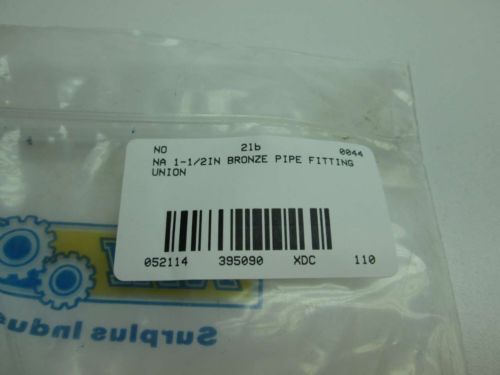 NO 21b 0044
NA 1-1/2IN BRONZE PIPE FITTING
UNION
052114 395090 XDC 110
Surplus Indus